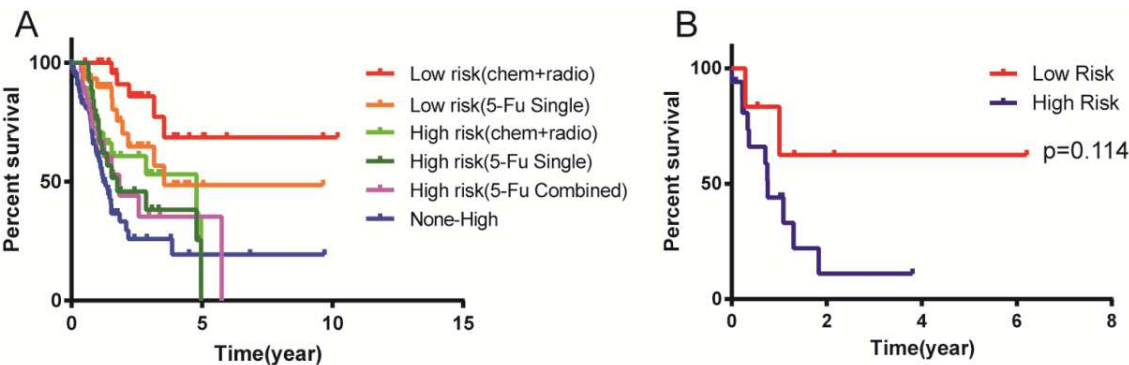 A
Percent survival
100
50
0
0
5
10
15
Time(year)
Low risk(chem+radio)
Low risk(5-Fu Single)
High risk(chem+radio)
High risk(5-Fu Single)
High risk(5-Fu Combined)
None-High
B
Percent survival
100
50
0
0
2
4
6
8
Time(year)
Low Risk
High Risk
p=0.114